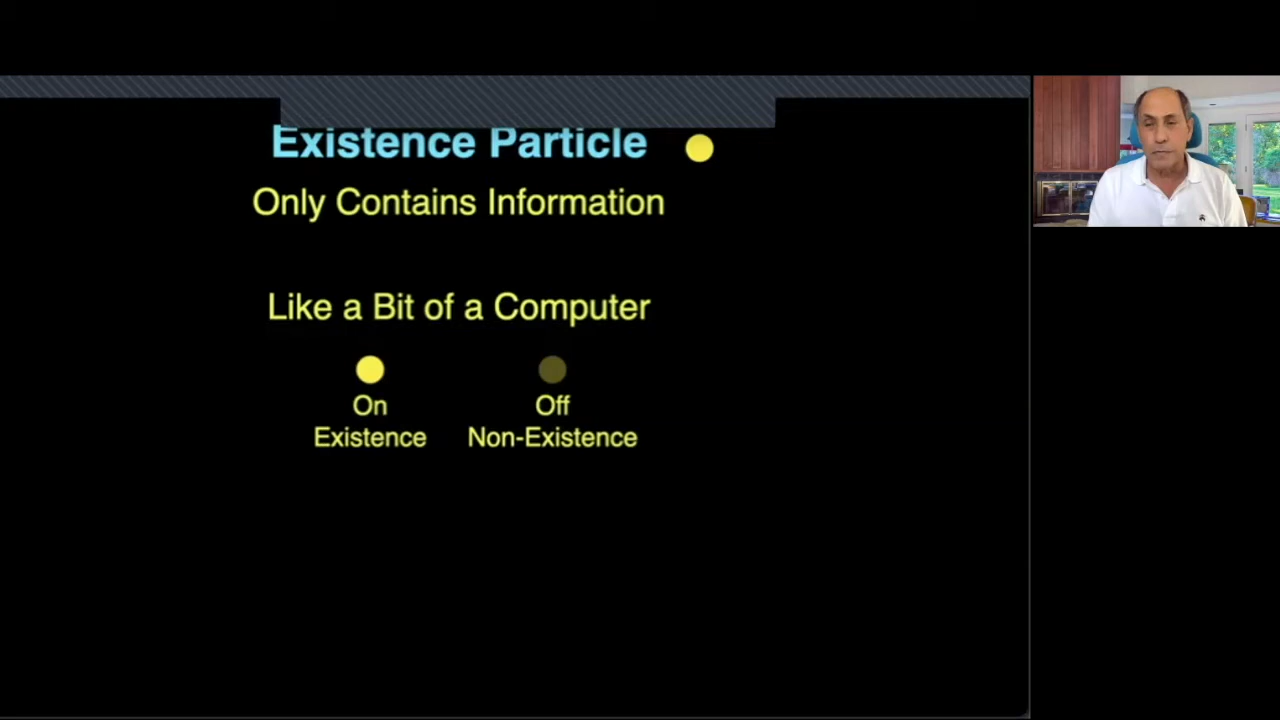 Existence Particle
Only Contains Information
Like a Bit of a Computer
On Off
Existence Non-Existence